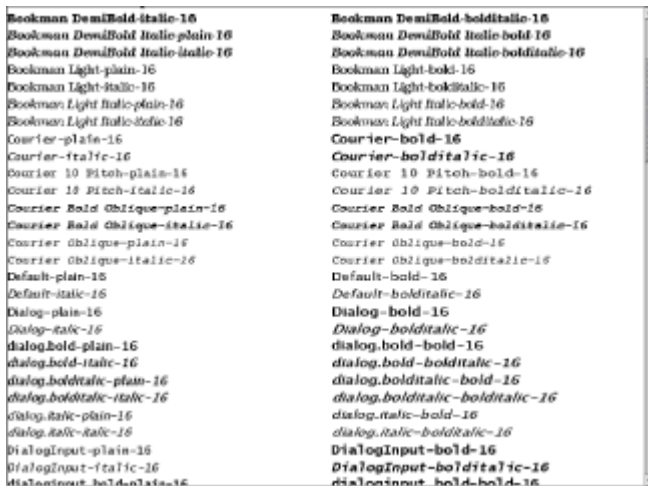 Bookman DemiBold-italic-16 Bookman DemiBold-bolditalic-16
Bookman DemiBold Italic-plain-16 Bookman DemiBold Italic-bold-16
Bookman DemiBold Italic-italic-16 Bookman DemiBold Italic-bolditalic-16
Bookman Light-plain-16 Bookman Light-bold-16
Bookman Light-italic-16 Bookman Light-bolditalic-16
Bookman Light Italic-plain-16 Bookman Light Italic-bold-16
Bookman Light Italic-italic-16 Bookman Light Italic-bolditalic-16
Courier-plain-16 Courier-bold-16
Courier-italic-16 Courier-bolditalic-16
Courier 10 Pitch-plain-16 Courier 10 Pitch-bold-16
Courier 10 Pitch-italic-16 Courier 10 Pitch-bolditalic-16
Courier Bold Oblique-plain-16 Courier Bold Oblique-bold-16
Courier Bold Oblique-italic-16 Courier Bold Oblique-bolditalic-16
Courier Oblique-plain-16 Courier Oblique-bold-16
Courier Oblique-italic-16 Courier Oblique-bolditalic-16
Default-plain-16 Default-bold-16
Default-italic-16 Default-bolditalic-16
Dialog-plain-16 Dialog-bold-16
Dialog-italic-16 Dialog-bolditalic-16
dialog.bold-plain-16 dialog.bold-bold-16
dialog.bold-italic-16 dialog.bold-bolditalic-16
dialog.bolditalic-plain-16 dialog.bolditalic-bold-16
dialog.bolditalic-italic-16 dialog.bolditalic-bolditalic-16
dialog.italic-plain-16 dialog.italic-bold-16
dialog.italic-italic-16 dialog.italic-bolditalic-16
DialogInput-plain-16 DialogInput-bold-16
DialogInput-italic-16 DialogInput-bolditalic-16
dialoginput.bold-plain-16 dialoginput.bold-bold-16